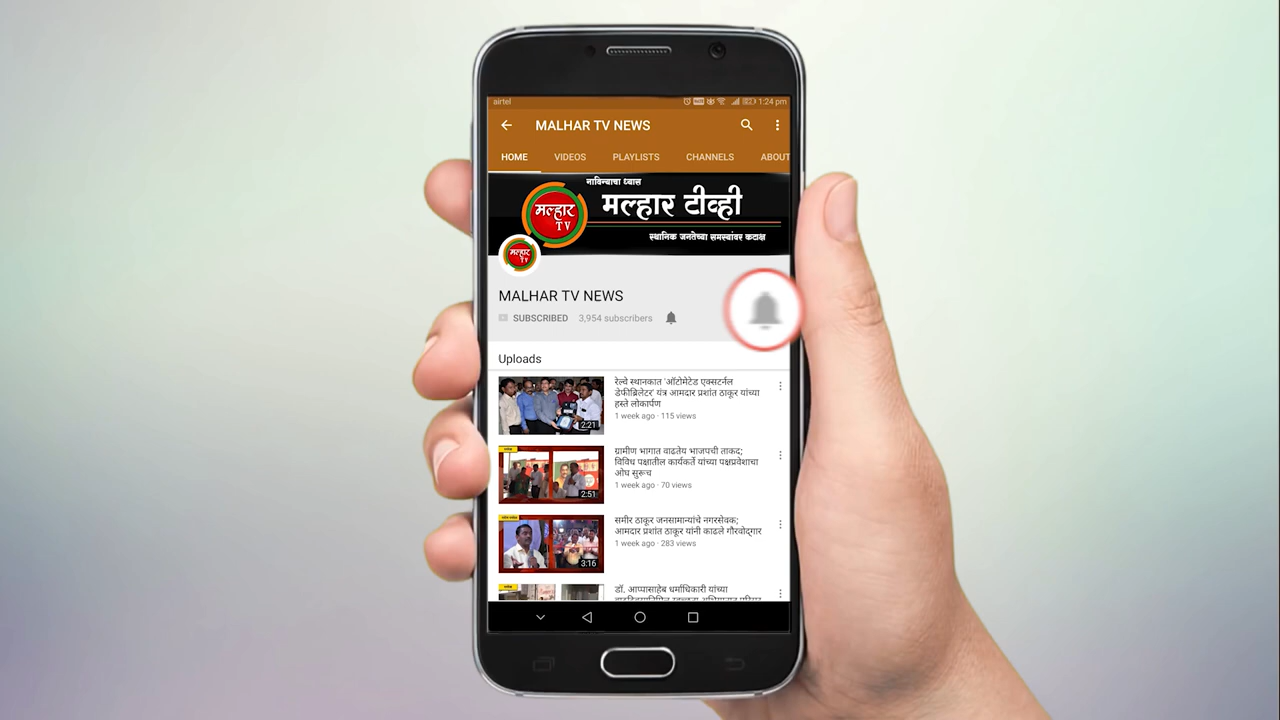 airtel
1:24 pm
MALHAR TV NEWS
HOME VIDEOS PLAYLISTS CHANNELS ABOUT
नाविन्याचा ध्यास
मल्हार टीव्ही
मल्हार
TV
स्थानिक जनतेच्या समस्यांवर कटाक्ष
मल्हार
TV
MALHAR TV NEWS
SUBSCRIBED 3,954 subscribers
Uploads
रेल्वे स्थानकात 'ऑटोमेटेड एक्सटर्नल
डेफीब्रिलेटर' यंत्र आमदार प्रशांत ठाकूर यांच्या
हस्ते लोकार्पण
1 week ago · 115 views
2:21
ग्रामीण भागात वाढतेय भाजपची ताकद;
विविध पक्षातील कार्यकर्ते यांच्या पक्षप्रवेशाचा
ओघ सुरूच
1 week ago · 70 views
2:51
समीर ठाकूर जनसामान्यांचे नगरसेवक;
आमदार प्रशांत ठाकूर यांनी काढले गौरवोद्गार
1 week ago · 283 views
3:16
डॉ. आप्पासाहेब धर्माधिकारी यांच्या